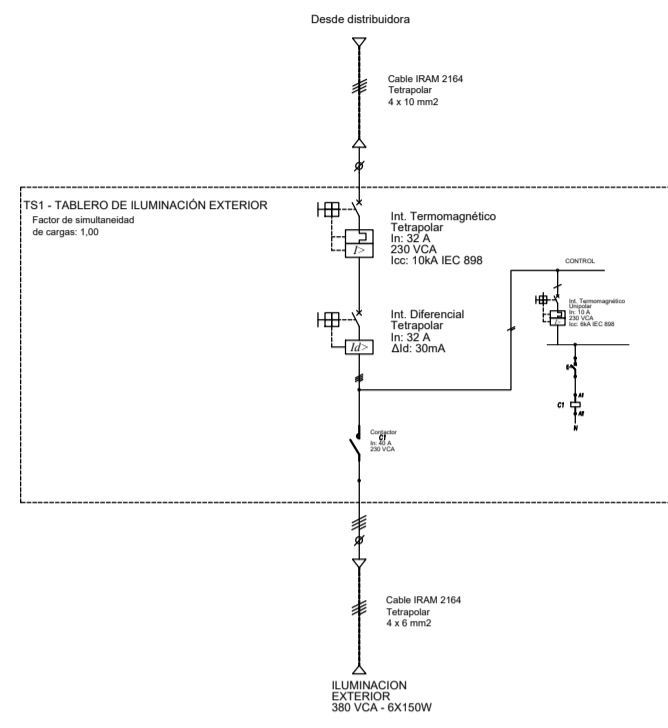 Desde distribuidora
Cable IRAM 2164
Tetrapolar
4 x 10 mm2
TS1 - TABLERO DE ILUMINACIÓN EXTERIOR
Factor de simultaneidad
de cargas: 1,00
Int. Termomagnético
Tetrapolar
In: 32 A
230 VCA
Icc: 10kA IEC 898
I>
CONTROL
Int. Termomagnético
Unipolar
In: 10 A
230 VCA
Icc: 6kA IEC 898
Int. Diferencial
Tetrapolar
In: 32 A
ΔId: 30mA
Id>
A1
C1
A2
N
Contactor
C1
In: 40 A
230 VCA
Cable IRAM 2164
Tetrapolar
4 x 6 mm2
ILUMINACION
EXTERIOR
380 VCA - 6X150W